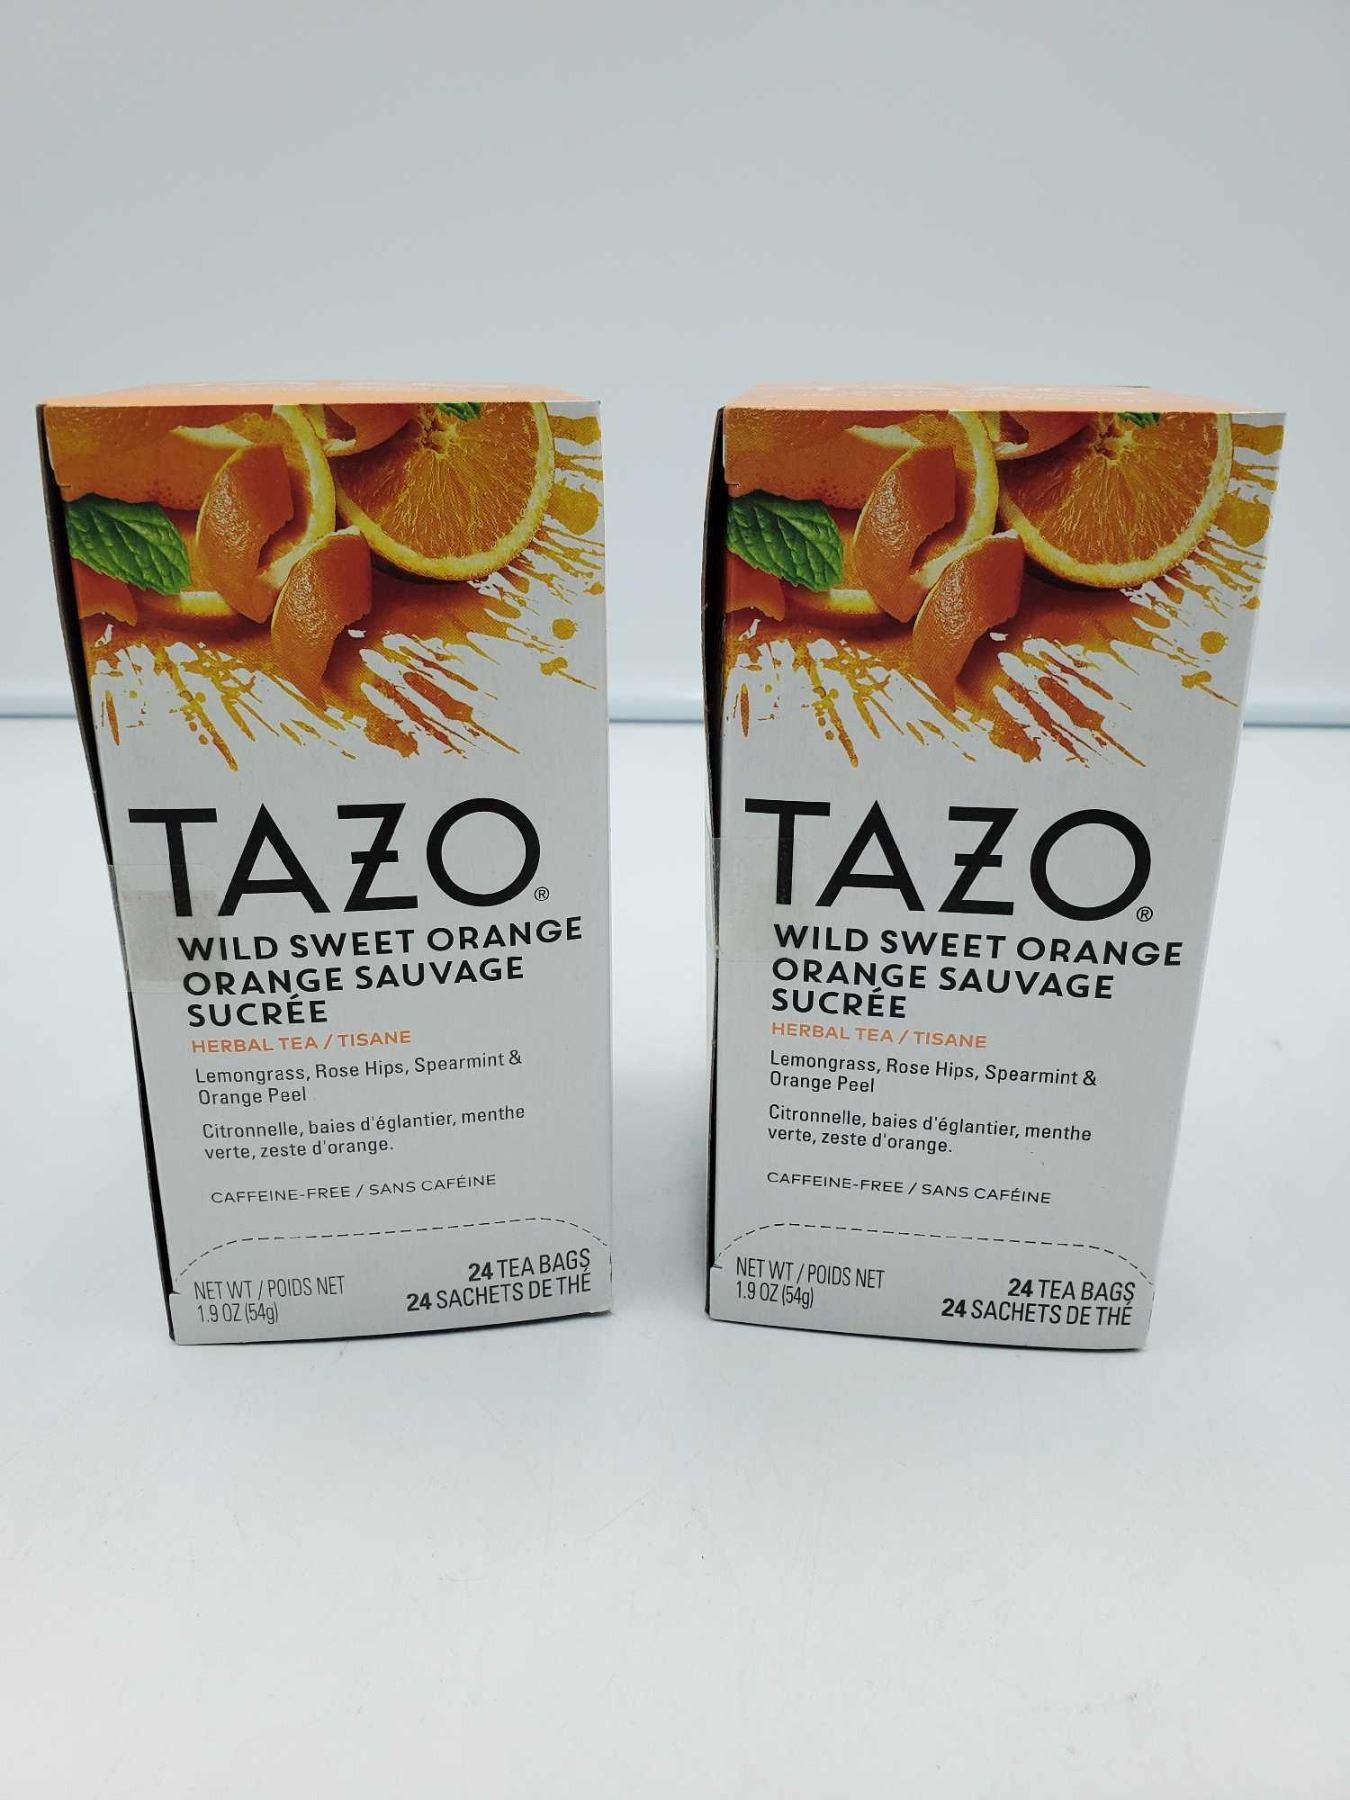 TAZO®
WILD SWEET ORANGE
ORANGE SAUVAGE
SUCRÉE
HERBAL TEA / TISANE
Lemongrass, Rose Hips, Spearmint &
Orange Peel
Citronnelle, baies d'églantier, menthe
verte, zeste d'orange.
CAFFEINE-FREE / SANS CAFÉINE
NET WT / POIDS NET
1.9 OZ (54g)
24 TEA BAGS
24 SACHETS DE THÉ
TAZO®
WILD SWEET ORANGE
ORANGE SAUVAGE
SUCRÉE
HERBAL TEA / TISANE
Lemongrass, Rose Hips, Spearmint &
Orange Peel
Citronnelle, baies d'églantier, menthe
verte, zeste d'orange.
CAFFEINE-FREE / SANS CAFÉINE
NET WT / POIDS NET
1.9 OZ (54g)
24 TEA BAGS
24 SACHETS DE THÉ